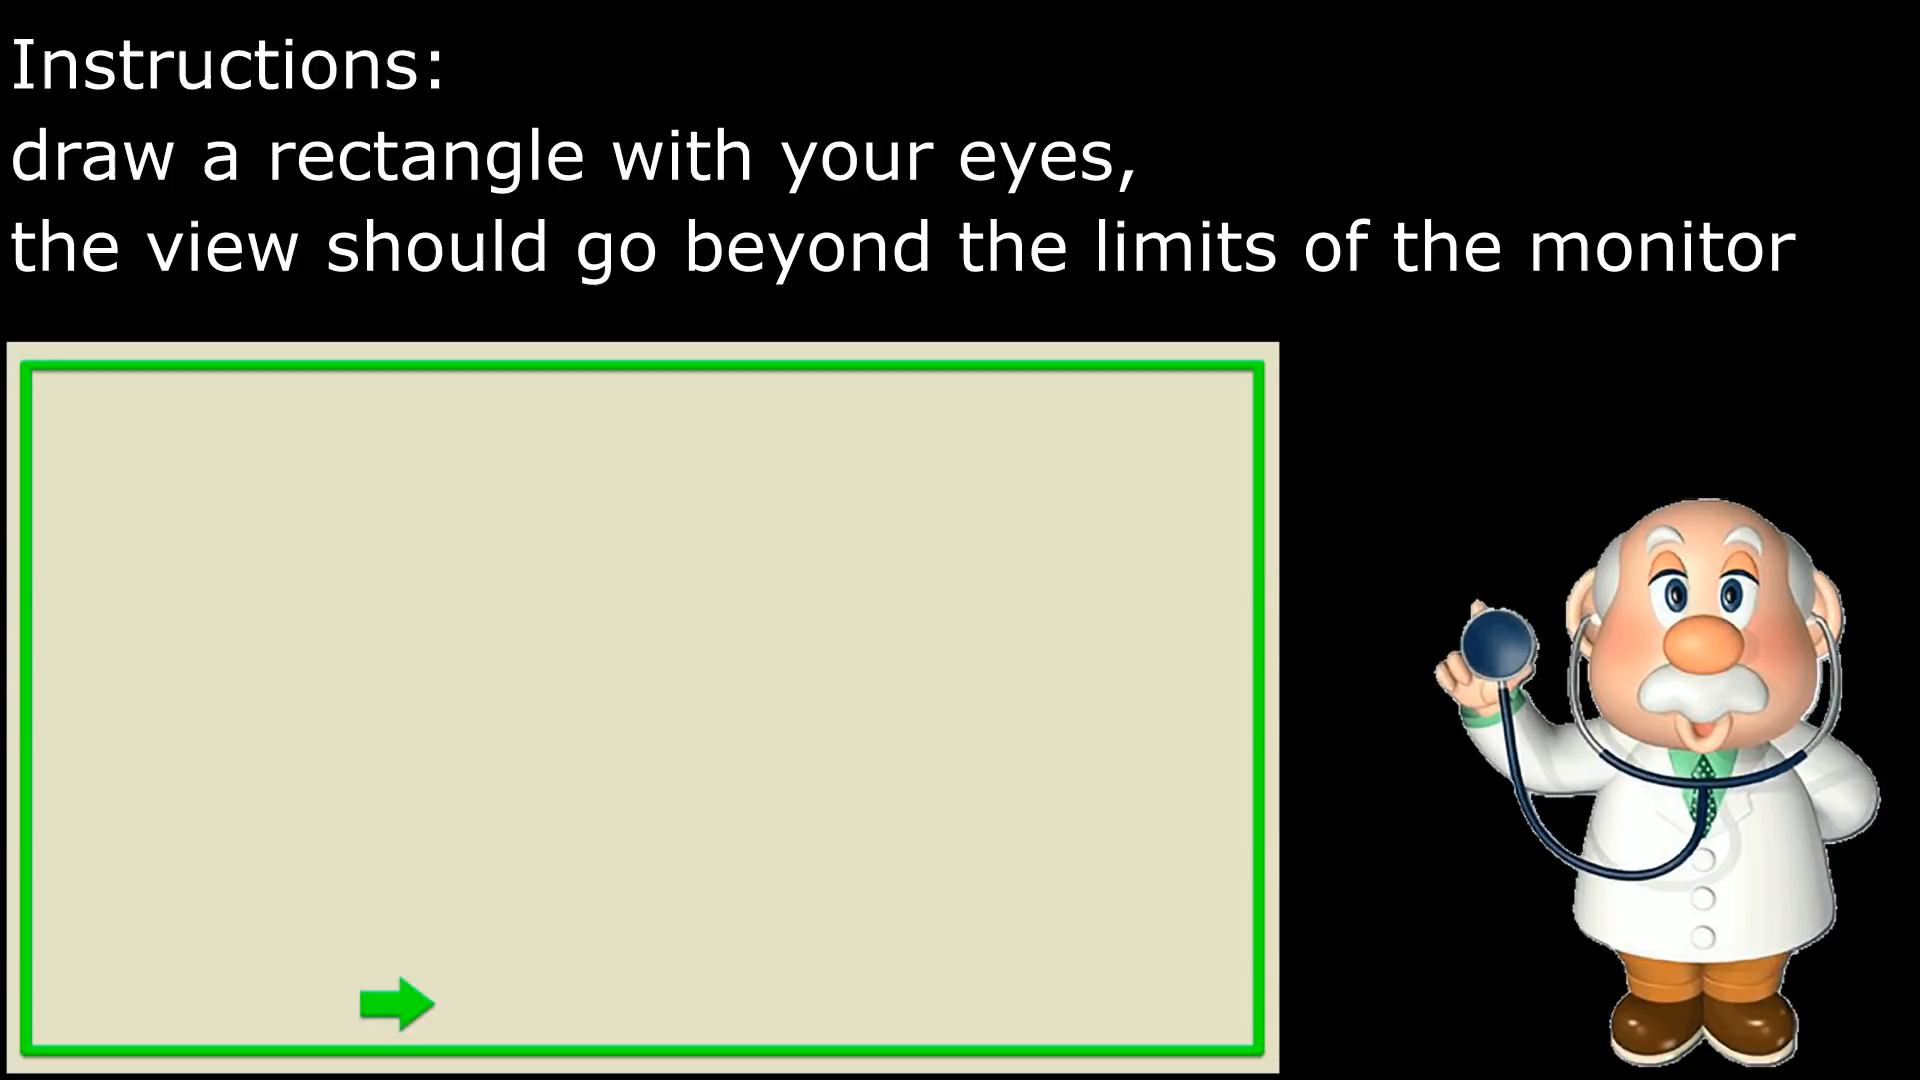 Instructions:
draw a rectangle with your eyes,
the view should go beyond the limits of the monitor